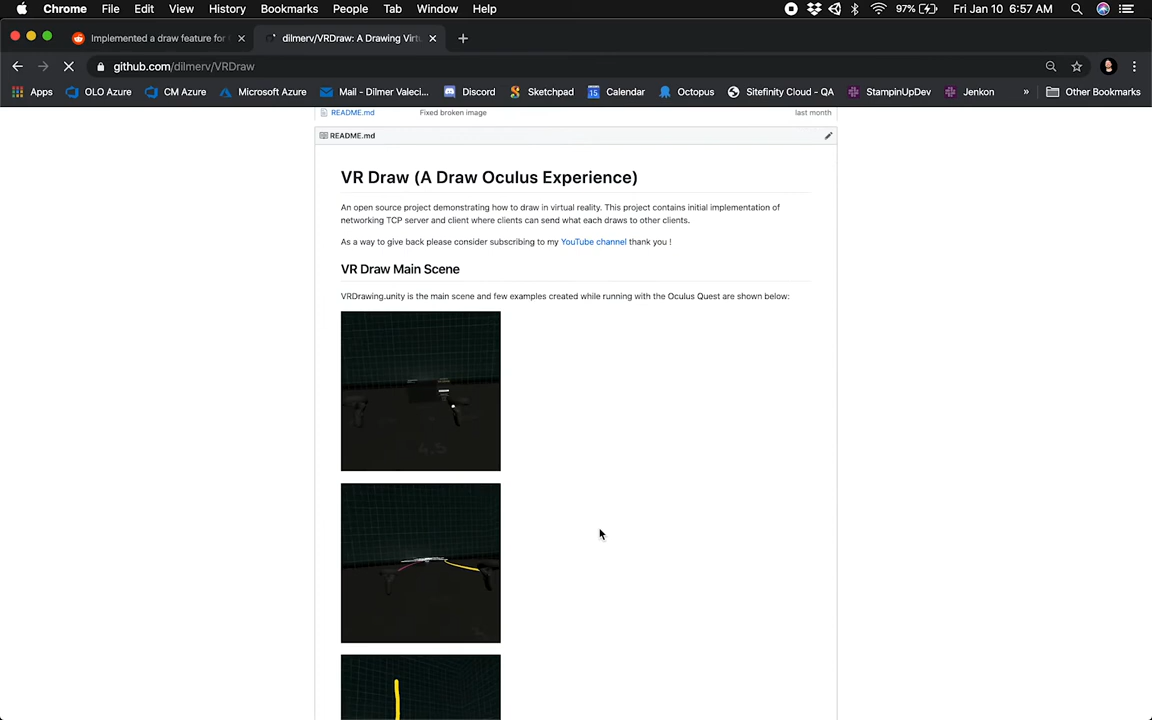 Chrome File Edit View History Bookmarks People Tab Window Help 97% Fri Jan 10 6:57 AM
Implemented a draw feature for
dilmerv/VRDraw: A Drawing Virt
github.com/dilmerv/VRDraw
Apps OLO Azure CM Azure Microsoft Azure Mail - Dilmer Valeci... Discord Sketchpad Calendar Octopus Sitefinity Cloud - QA StampinUpDev Jenkon » Other Bookmarks
README.md Fixed broken image last month
README.md
VR Draw (A Draw Oculus Experience)
An open source project demonstrating how to draw in virtual reality. This project contains initial implementation of
networking TCP server and client where clients can send what each draws to other clients.
As a way to give back please consider subscribing to my YouTube channel thank you !
VR Draw Main Scene
VRDrawing.unity is the main scene and few examples created while running with the Oculus Quest are shown below: